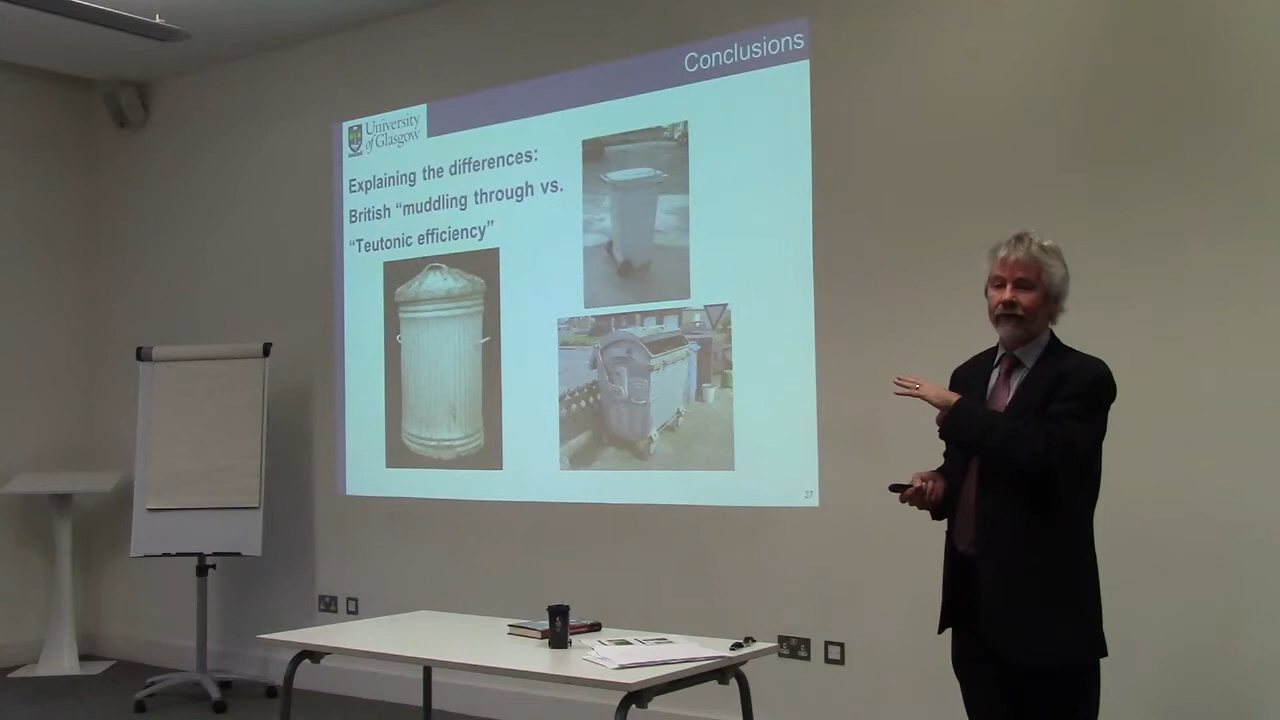 Conclusions
University
of Glasgow
Explaining the differences:
British “muddling through vs.
“Teutonic efficiency”
27